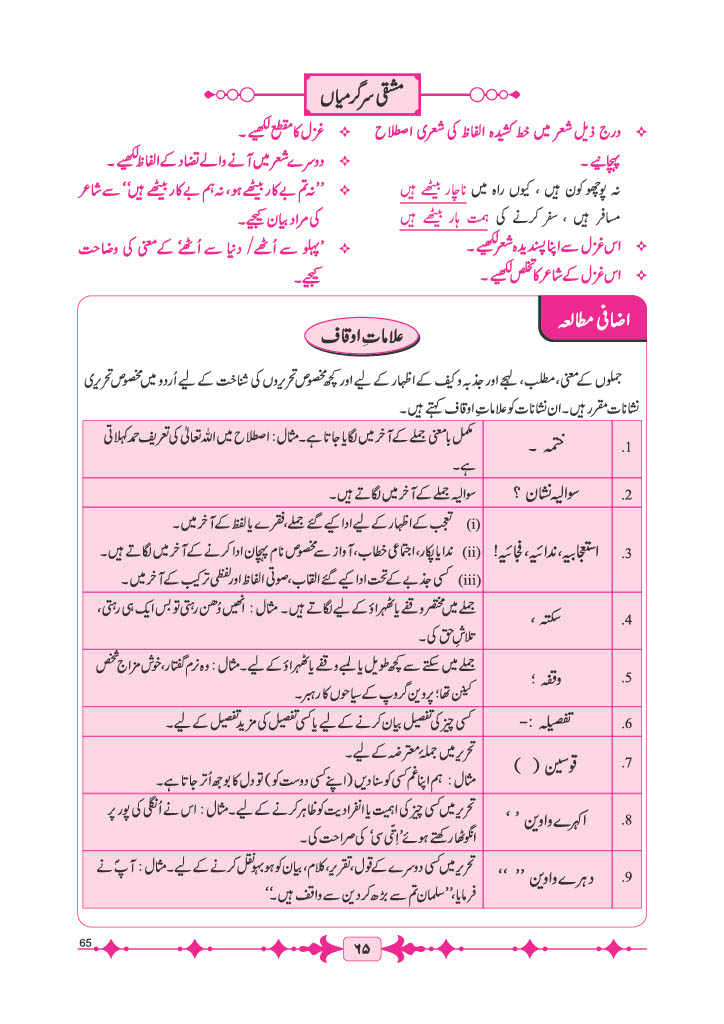 مشقی سرگرمیاں
❖ درج ذیل شعر میں خط کشیدہ الفاظ کی شعری اصطلاح
پہچانیے۔
نہ پوچھو کون ہیں ، کیوں راہ میں ناچار بیٹھے ہیں
مسافر ہیں ، سفر کرنے کی ہمت ہار بیٹھے ہیں
❖ اس غزل سے اپنا پسندیدہ شعر لکھیے۔
❖ اس غزل کے شاعر کا تخلص لکھیے۔
❖ غزل کا مقطع لکھیے۔
❖ دوسرے شعر میں آنے والے تضاد کے الفاظ لکھیے۔
❖ ”نہ تم بے کار بیٹھے ہو، نہ ہم بے کار بیٹھے ہیں“ سے شاعر
کی مراد بیان کیجیے۔
❖ ’پہلو سے اُٹھے/ دنیا سے اُٹھے‘ کے معنی کی وضاحت
کیجیے۔
اضافی مطالعہ
علاماتِ اوقاف
جملوں کے معنی، مطلب، لہجے اور جذبہ و کیف کے اظہار کے لیے اور کچھ مخصوص تحریروں کی شناخت کے لیے اُردو میں مخصوص تحریری
نشانات مقرر ہیں۔ ان نشانات کو علاماتِ اوقاف کہتے ہیں۔
1. ختمہ ۔ مکمل بامعنی جملے کے آخر میں لگایا جاتا ہے۔ مثال : اصطلاح میں اللہ تعالیٰ کی تعریف حمد کہلاتی
ہے۔
2. سوالیہ نشان ؟ سوالیہ جملے کے آخر میں لگاتے ہیں۔
3. استعجابیہ، ندائیہ، فجائیہ! (i) تعجب کے اظہار کے لیے ادا کیے گئے جملے، فقرے یا لفظ کے آخر میں۔
(ii) ندا یا پکار، اجتماعی خطاب، آواز سے مخصوص نام پہچان ادا کرنے کے آخر میں لگاتے ہیں۔
(iii) کسی جذبے کے تحت ادا کیے گئے القاب، صوتی الفاظ اور لفظی ترکیب کے آخر میں۔
4. سکتہ ، جملے میں مختصر وقفے یا ٹھہراؤ کے لیے لگاتے ہیں۔ مثال : انھیں دُھن رہتی تو بس ایک ہی رہتی،
تلاشِ حق کی۔
5. وقفہ ؛ جملے میں سکتے سے کچھ طویل یا لمبے وقفے یا ٹھہراؤ کے لیے۔ مثال : وہ نرم گفتار، خوش مزاج شخص
کیپٹن تھا؛ پروین گروپ کے سیاحوں کا رہبر۔
6. تفصیلہ :- کسی چیز کی تفصیل بیان کرنے کے لیے یا کسی تفصیل کی مزید تفصیل کے لیے۔
7. قوسین ( ) تحریر میں جملۂ معترضہ کے لیے۔
مثال : ہم اپنا غم کسی کو سنا دیں (اپنے کسی دوست کو) تو دل کا بوجھ اُتر جاتا ہے۔
8. اکہرے واوین ’ ‘ تحریر میں کسی چیز کی اہمیت یا انفرادیت کو ظاہر کرنے کے لیے۔ مثال : اس نے اُنگلی کی پور پر
انگوٹھا رکھتے ہوئے ’اِتّی سی‘ کی صراحت کی۔
9. دہرے واوین ” “ تحریر میں کسی دوسرے کے قول، تقریر، کلام، بیان کو ہو بہو نقل کرنے کے لیے۔ مثال : آپؐ نے
فرمایا، ”سلمان تم سے بڑھ کر دین سے واقف ہیں۔“
65
۶۵